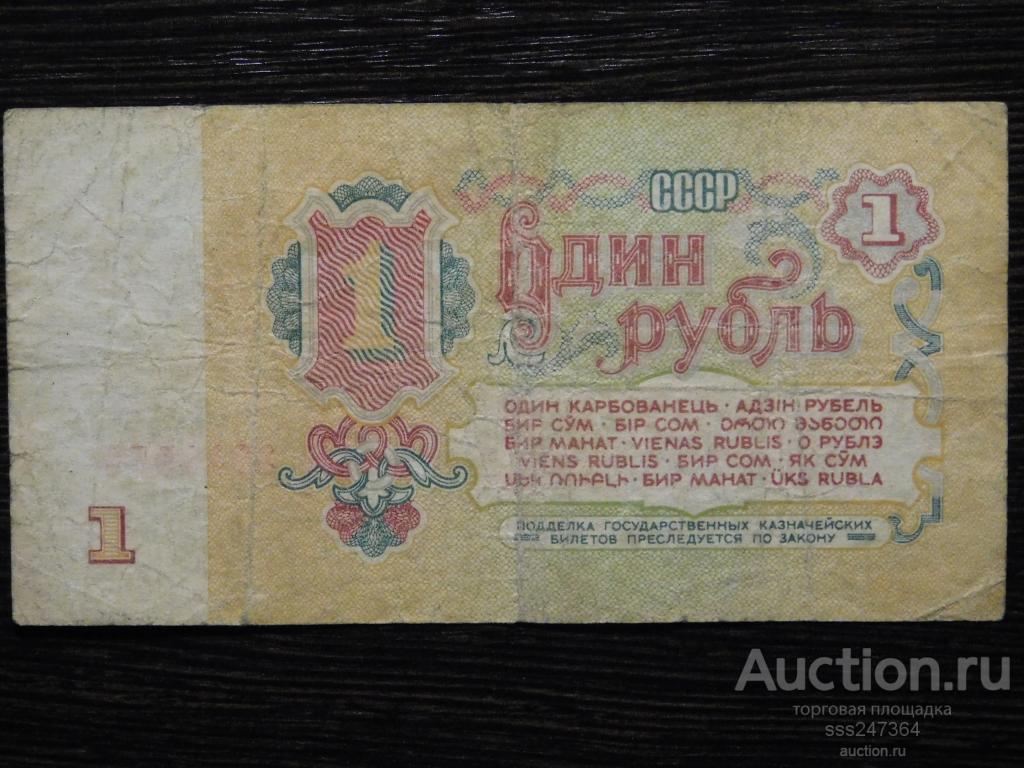 СССР
1
1
Один
рубль
ОДИН КАРБОВАНЕЦЬ · АДЗІН РУБЕЛЬ
БИР СЎМ · БІР СОМ · ᲔᲠᲗᲘ ᲛᲐᲜᲔᲗᲘ
БИР МАНАТ · VIENAS RUBLIS · О РУБЛЭ
VIENS RUBLIS · БИР СОМ · ЯК СӮМ
ՄԵԿ ՌՈՒԲԼԻ · БИР МАНАТ · ÜKS RUBLA
1
ПОДДЕЛКА ГОСУДАРСТВЕННЫХ КАЗНАЧЕЙСКИХ
БИЛЕТОВ ПРЕСЛЕДУЕТСЯ ПО ЗАКОНУ
Auction.ru
торговая площадка
sss247364
auction.ru